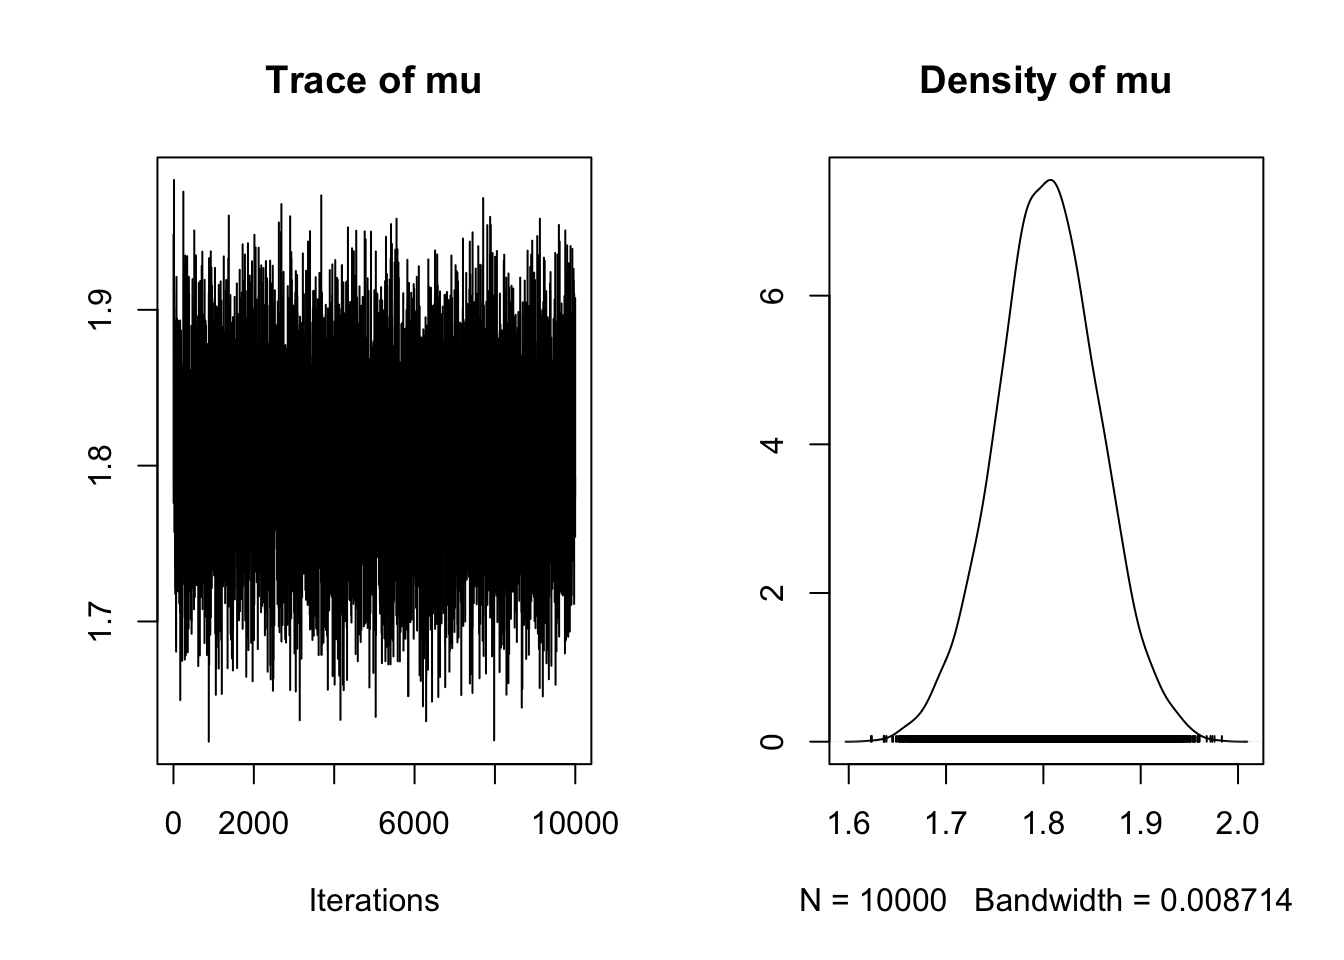 Trace of mu
1.9
1.8
1.7
0 2000 6000 10000
Iterations
Density of mu
6
4
2
0
1.6 1.7 1.8 1.9 2.0
N = 10000 Bandwidth = 0.008714